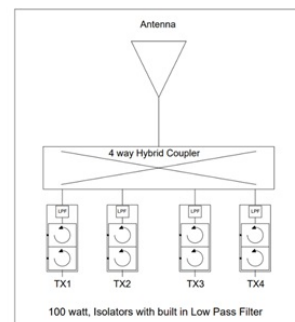 Antenna
4 way Hybrid Coupler
LPF LPF LPF LPF
TX1 TX2 TX3 TX4
100 watt, Isolators with built in Low Pass Filter